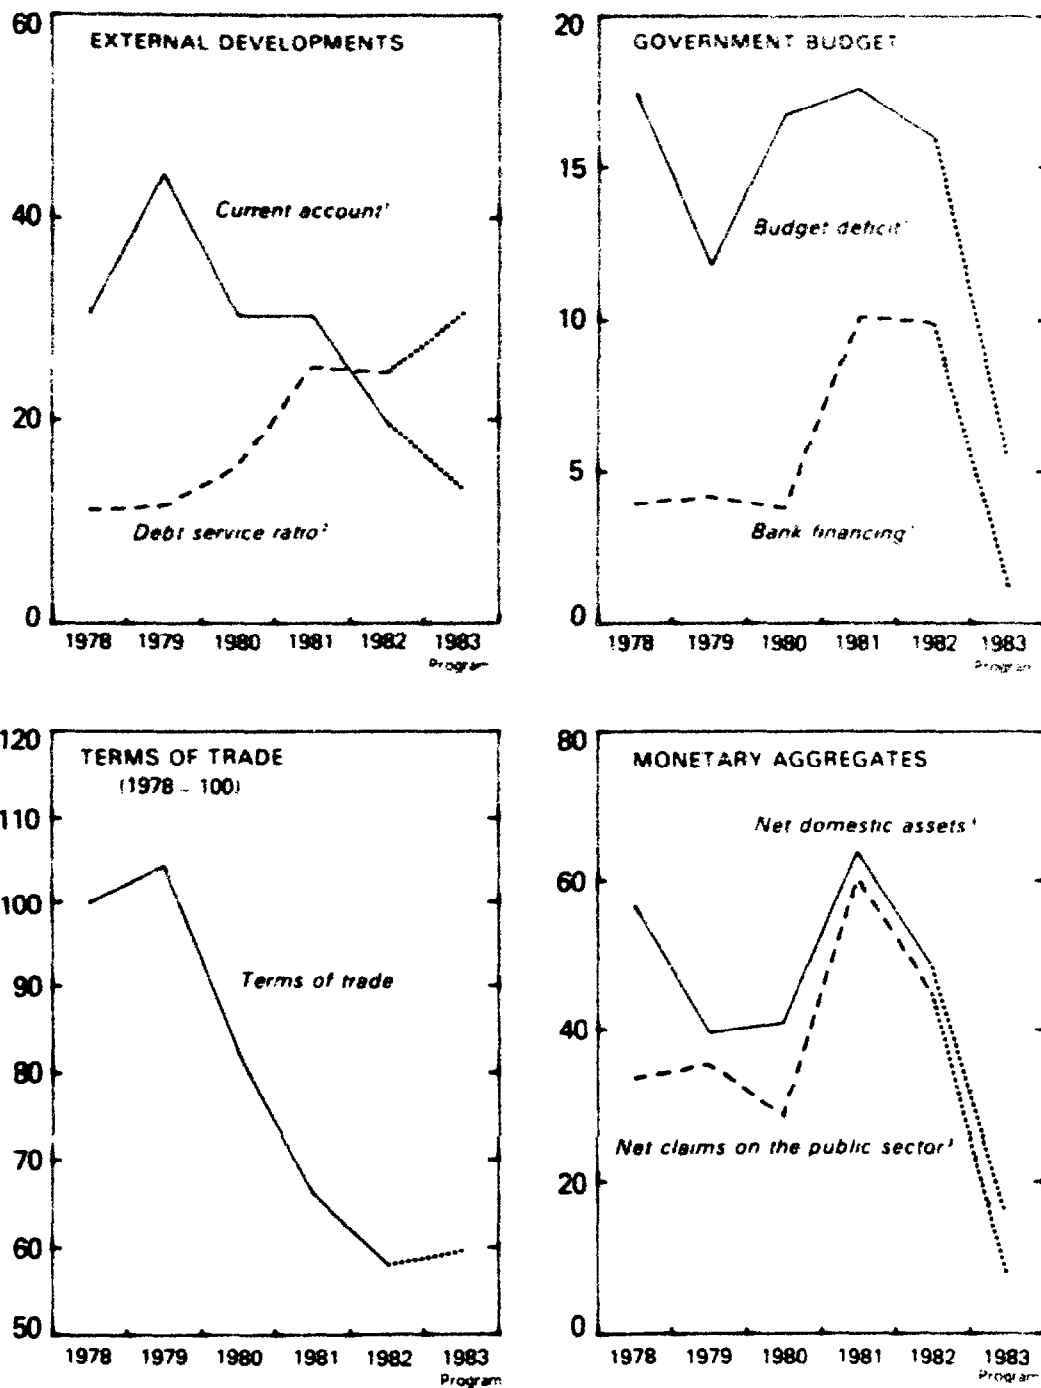 EXTERNAL DEVELOPMENTS
60
40
20
0
Current account¹
Debt service ratio²
1978 1979 1980 1981 1982 1983
Program
GOVERNMENT BUDGET
20
15
10
5
0
Budget deficit¹
Bank financing¹
1978 1979 1980 1981 1982 1983
Program
TERMS OF TRADE
(1978 = 100)
120
110
100
90
80
70
60
50
Terms of trade
1978 1979 1980 1981 1982 1983
Program
MONETARY AGGREGATES
80
60
40
20
0
Net domestic assets
Net claims on the public sector³
1978 1979 1980 1981 1982 1983
Program